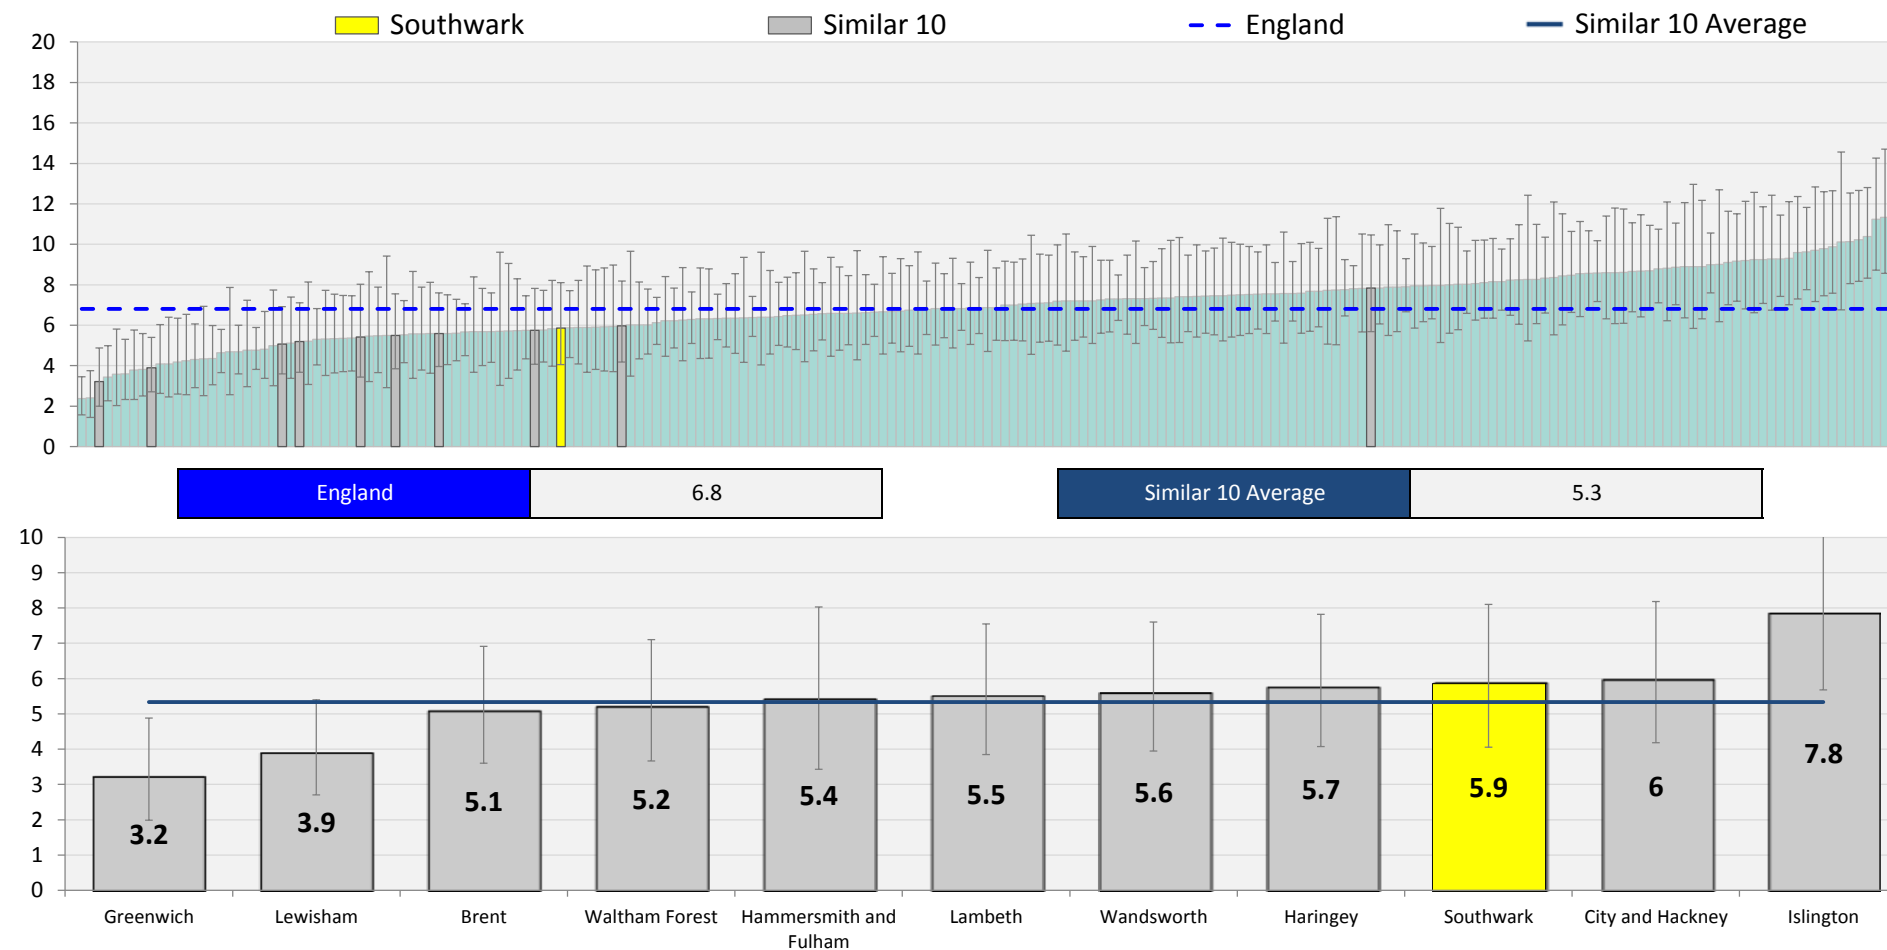 Southwark
Similar 10
England
Similar 10 Average
20
18
16
14
12
10
8
6
4
2
0
England
6.8
Similar 10 Average
5.3
10
9
8
7
6
5
4
3
2
1
0
3.2
3.9
5.1
5.2
5.4
5.5
5.6
5.7
5.9
6
7.8
Greenwich
Lewisham
Brent
Waltham Forest
Hammersmith and
Fulham
Lambeth
Wandsworth
Haringey
Southwark
City and Hackney
Islington